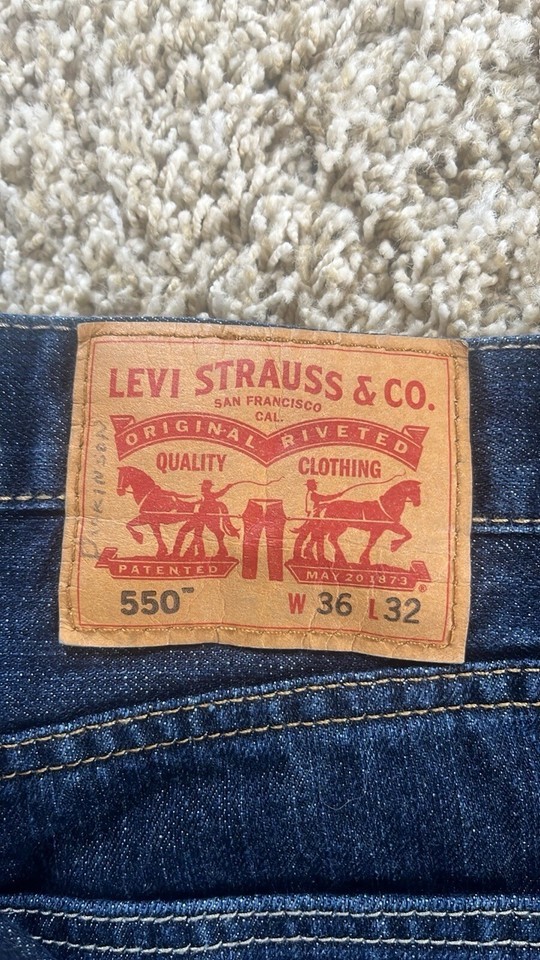 LEVI STRAUSS & CO.
SAN FRANCISCO
CAL.
ORIGINAL RIVETED
QUALITY CLOTHING
PATENTED MAY 20 1873 ®
550™ W 36 L 32